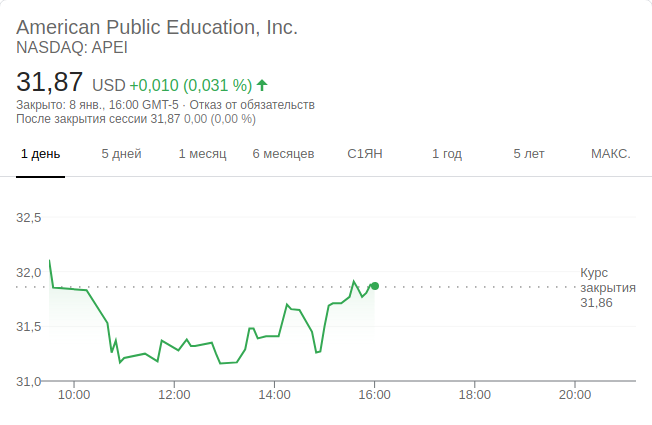 American Public Education, Inc.
NASDAQ: APEI
31,87 USD +0,010 (0,031 %)
Закрыто: 8 янв., 16:00 GMT-5 · Отказ от обязательств
После закрытия сессии 31,87 0,00 (0,00 %)
1 день 5 дней 1 месяц 6 месяцев С1ЯН 1 год 5 лет МАКС.
32,5
32,0
Курс
закрытия
31,86
31,5
31,0
10:00 12:00 14:00 16:00 18:00 20:00